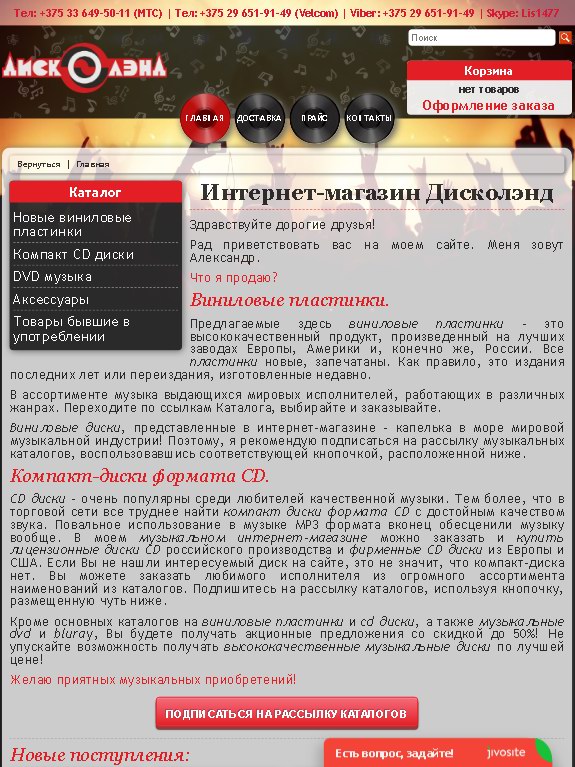 Тел: +375 33 649-50-11 (МТС) | Тел: +375 29 651-91-49 (Velcom) | Viber: +375 29 651-91-49 | Skype: Lis1477
Поиск
ДИСКОЛЭНД
Корзина
нет товаров
Оформление заказа
ГЛАВНАЯ ДОСТАВКА ПРАЙС КОНТАКТЫ
Вернуться | Главная
Каталог
Новые виниловые
пластинки
Компакт CD диски
DVD музыка
Аксессуары
Товары бывшие в
употреблении
Интернет-магазин Дисколэнд
Здравствуйте дорогие друзья!
Рад приветствовать вас на моем сайте. Меня зовут
Александр.
Что я продаю?
Виниловые пластинки.
Предлагаемые здесь виниловые пластинки - это
высококачественный продукт, произведенный на лучших
заводах Европы, Америки и, конечно же, России. Все
пластинки новые, запечатаны. Как правило, это издания
последних лет или переиздания, изготовленные недавно.
В ассортименте музыка выдающихся мировых исполнителей, работающих в различных
жанрах. Переходите по ссылкам Каталога, выбирайте и заказывайте.
Виниловые диски, представленные в интернет-магазине - капелька в море мировой
музыкальной индустрии! Поэтому, я рекомендую подписаться на рассылку музыкальных
каталогов, воспользовавшись соответствующей кнопочкой, расположенной ниже.
Компакт-диски формата CD.
CD диски - очень популярны среди любителей качественной музыки. Тем более, что в
торговой сети все труднее найти компакт диски формата CD с достойным качеством
звука. Повальное использование в музыке MP3 формата вконец обесценили музыку
вообще. В моем музыкальном интернет-магазине можно заказать и купить
лицензионные диски CD российского производства и фирменные CD диски из Европы и
США. Если Вы не нашли интересуемый диск на сайте, это не значит, что компакт-диска
нет. Вы можете заказать любимого исполнителя из огромного ассортимента
наименований из каталогов. Подпишитесь на рассылку каталогов, используя кнопочку,
размещенную чуть ниже.
Кроме основных каталогов на виниловые пластинки и cd диски, а также музыкальные
dvd и bluray, Вы будете получать акционные предложения со скидкой до 50%! Не
упускайте возможность получать высококачественные музыкальные диски по лучшей
цене!
Желаю приятных музыкальных приобретений!
ПОДПИСАТЬСЯ НА РАССЫЛКУ КАТАЛОГОВ
Новые поступления:
Есть вопрос, задайте! jivosite